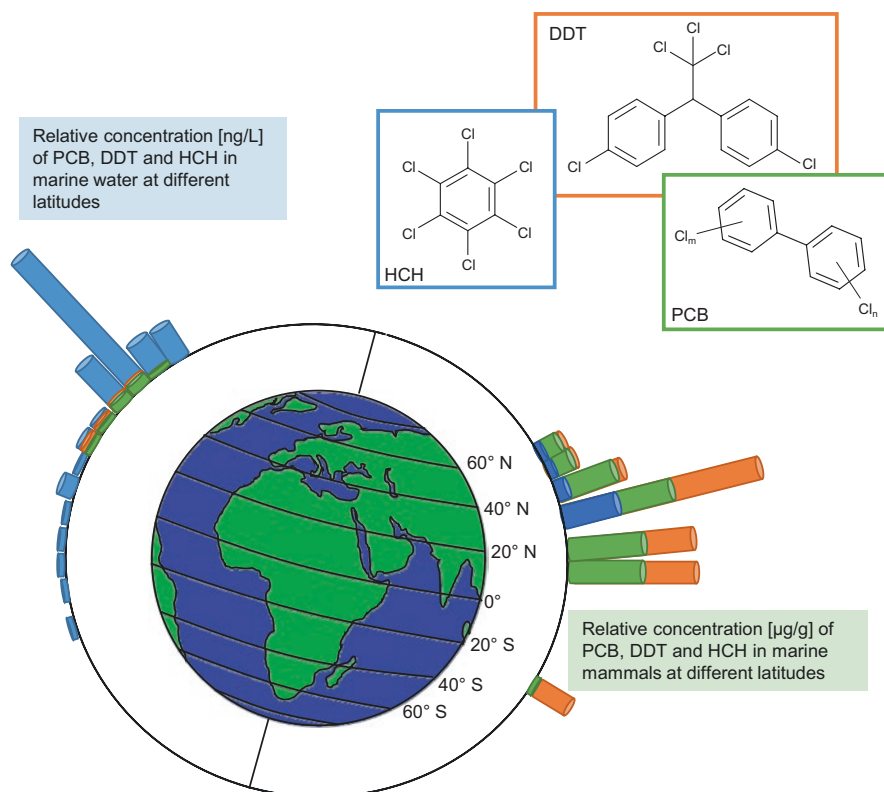 DDT
Cl
Cl
Cl
Cl
Cl
Relative concentration [ng/L]
of PCB, DDT and HCH in
marine water at different
latitudes
Cl
Cl
Cl
Cl
Cl
Cl
HCH
Clm
Cln
PCB
60° N
40° N
20° N
0°
20° S
40° S
60° S
Relative concentration [µg/g] of
PCB, DDT and HCH in marine
mammals at different latitudes